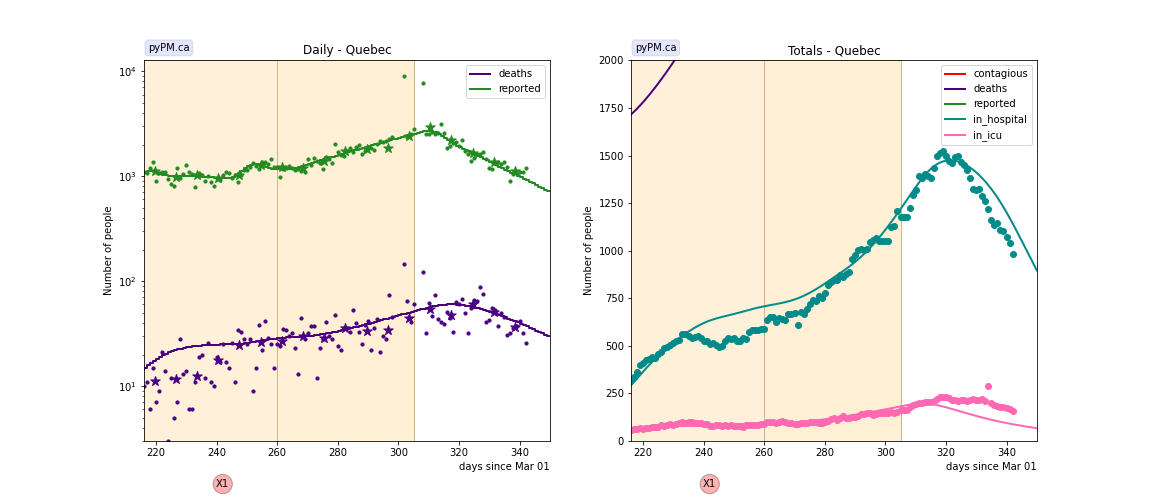 pyPM.ca
Daily - Quebec
deaths
reported
10⁴
10³
10²
10¹
Number of people
220 240 260 280 300 320 340
days since Mar 01
X1
pyPM.ca
Totals - Quebec
contagious
deaths
reported
in_hospital
in_icu
2000
1750
1500
1250
1000
750
500
250
0
Number of people
220 240 260 280 300 320 340
days since Mar 01
X1